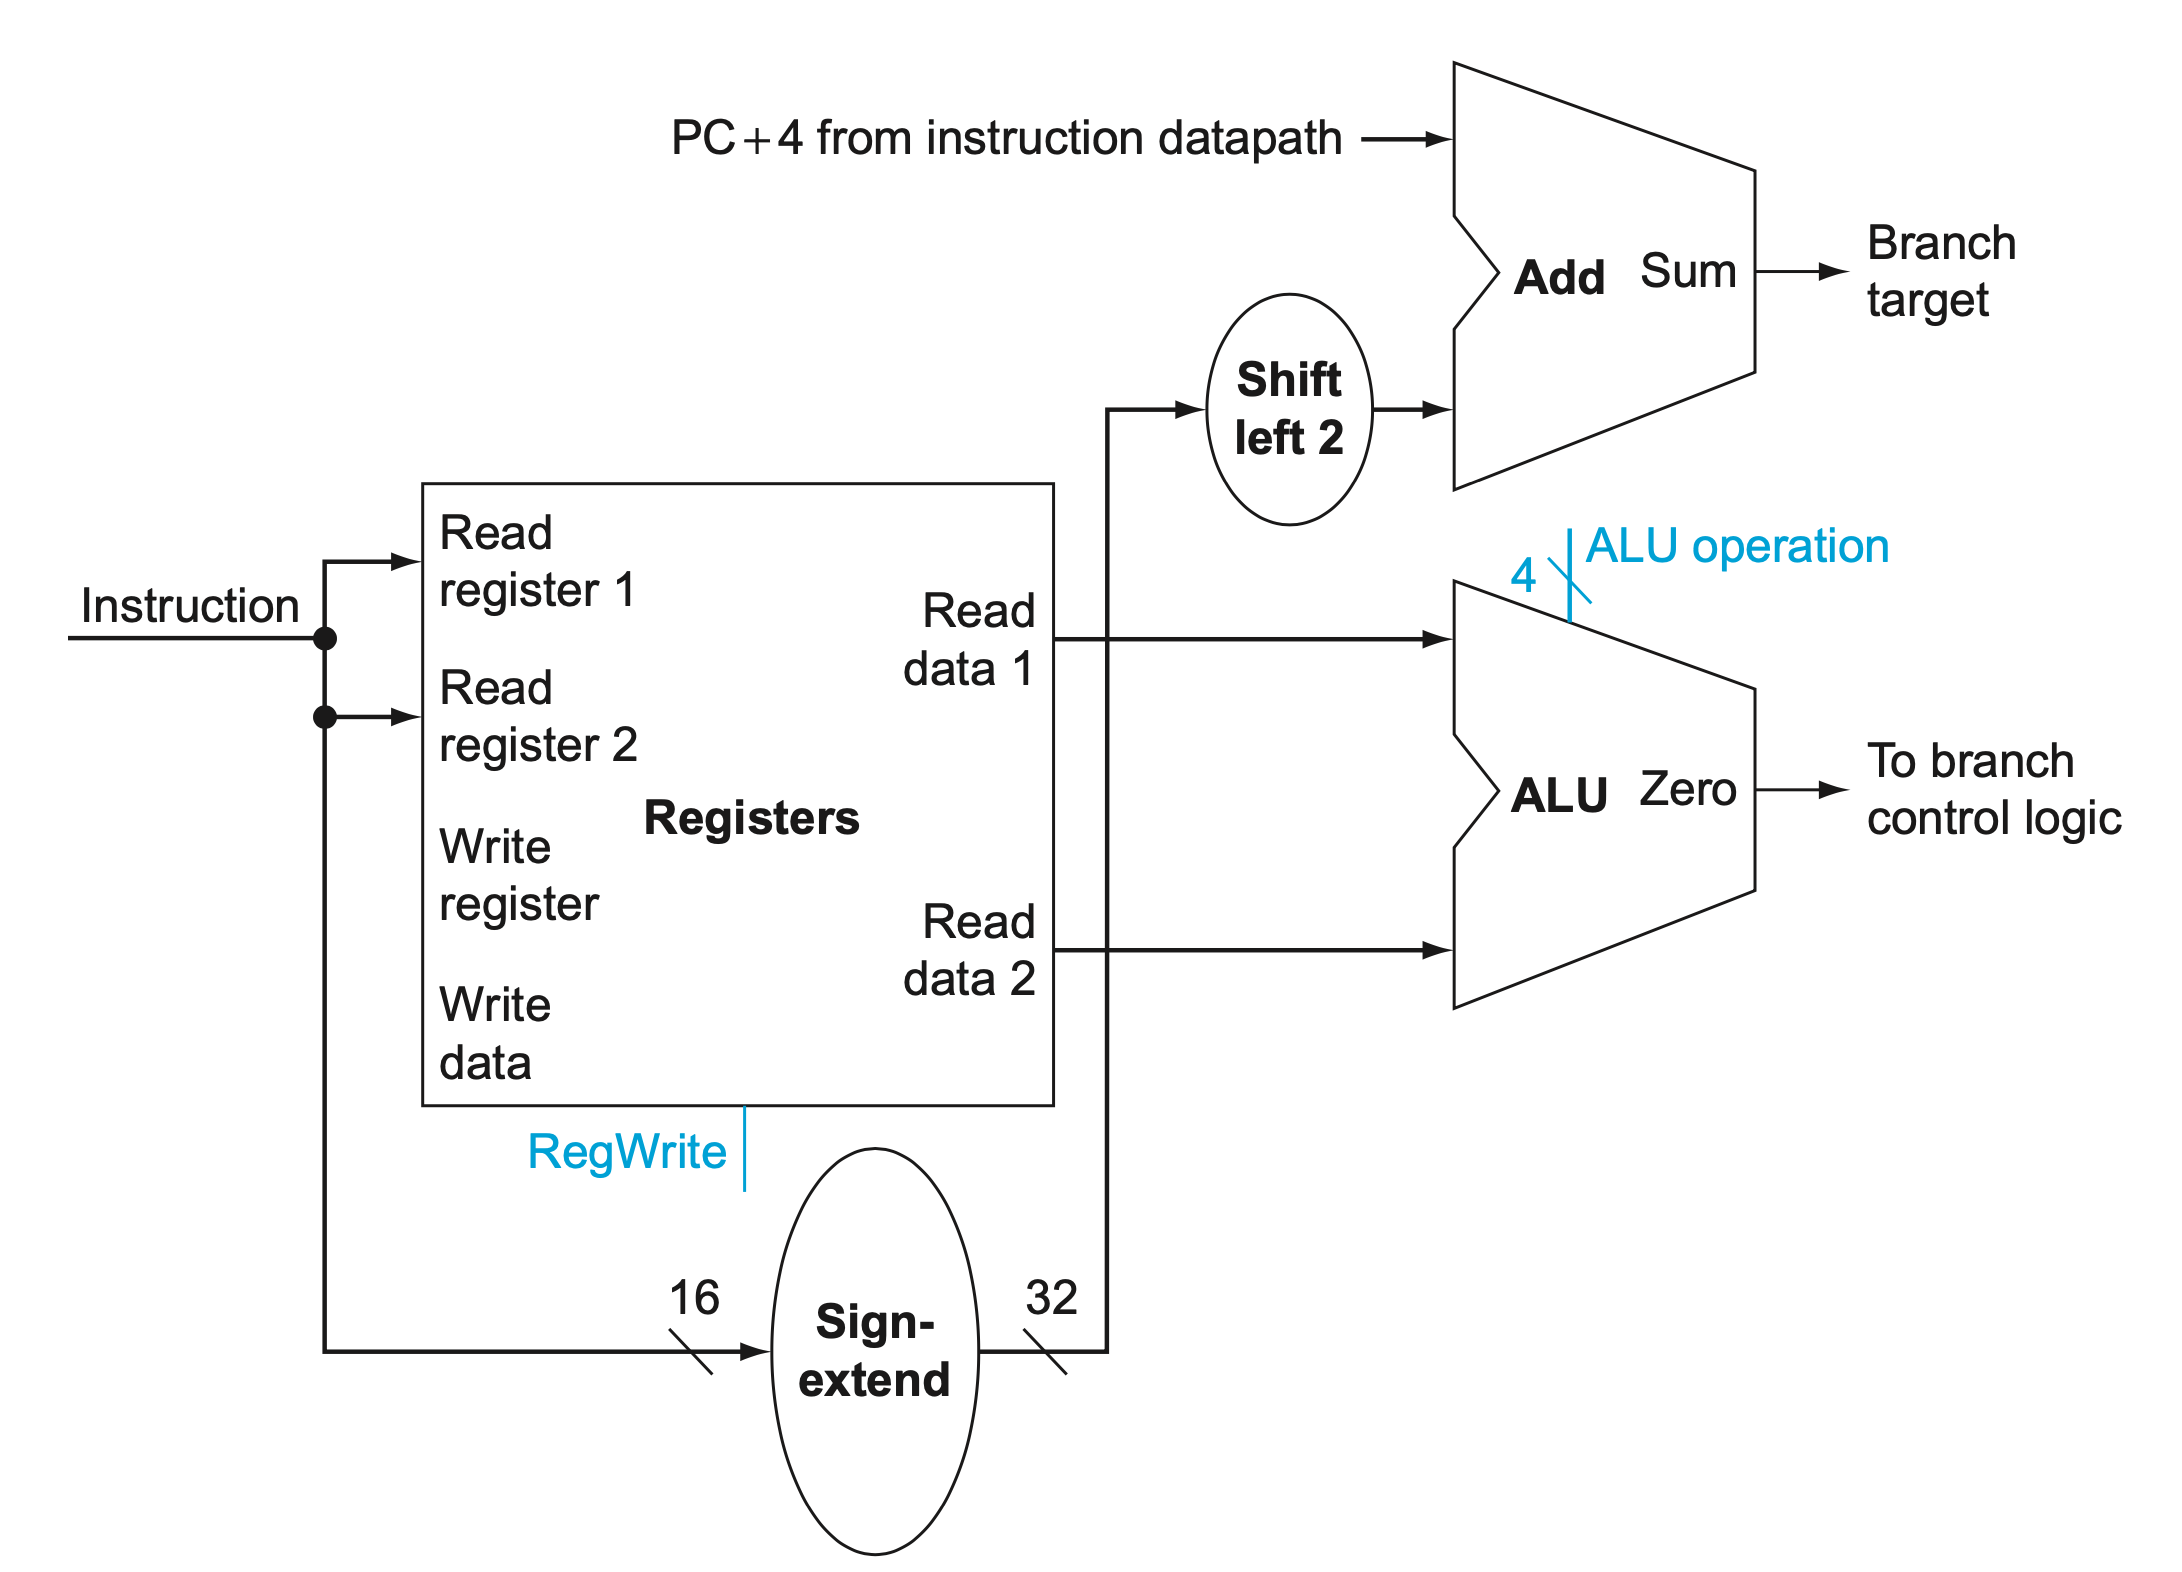 PC+4 from instruction datapath
Add
Sum
Branch
target
Shift
left 2
ALU operation
4
Instruction
Read
register 1
Read
register 2
Write
register
Write
data
Registers
Read
data 1
Read
data 2
ALU
Zero
To branch
control logic
RegWrite
16
Sign-
extend
32